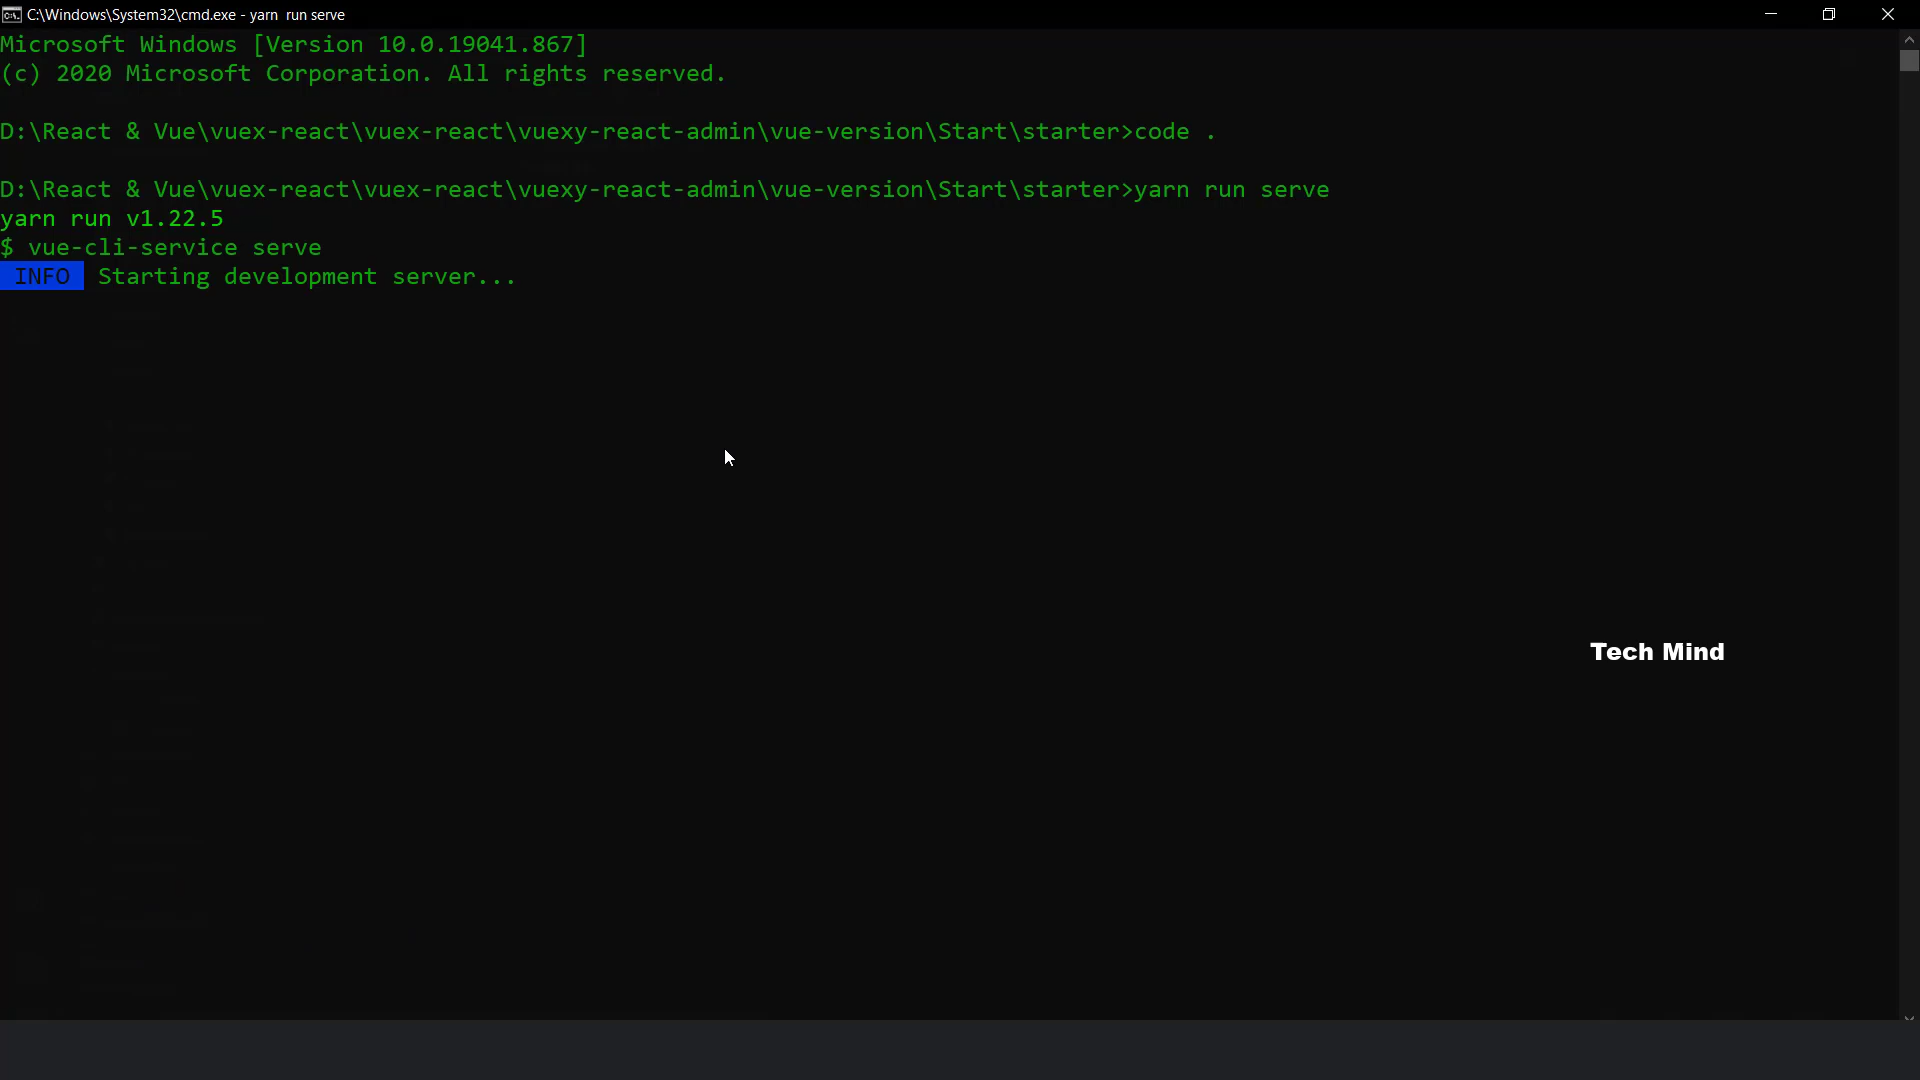 C:\Windows\System32\cmd.exe - yarn  run serve
Microsoft Windows [Version 10.0.19041.867]
(c) 2020 Microsoft Corporation. All rights reserved.
D:\React & Vue\vuex-react\vuex-react\vuexy-react-admin\vue-version\Start\starter>code .
D:\React & Vue\vuex-react\vuex-react\vuexy-react-admin\vue-version\Start\starter>yarn run serve
yarn run v1.22.5
$ vue-cli-service serve
INFO  Starting development server...
Tech Mind